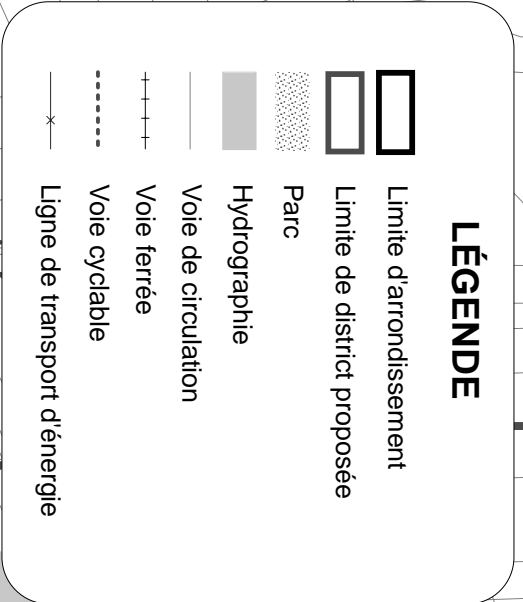 LÉGENDE
Limite d'arrondissement
Limite de district proposée
Parc
Hydrographie
Voie de circulation
Voie ferrée
Voie cyclable
Ligne de transport d'énergie